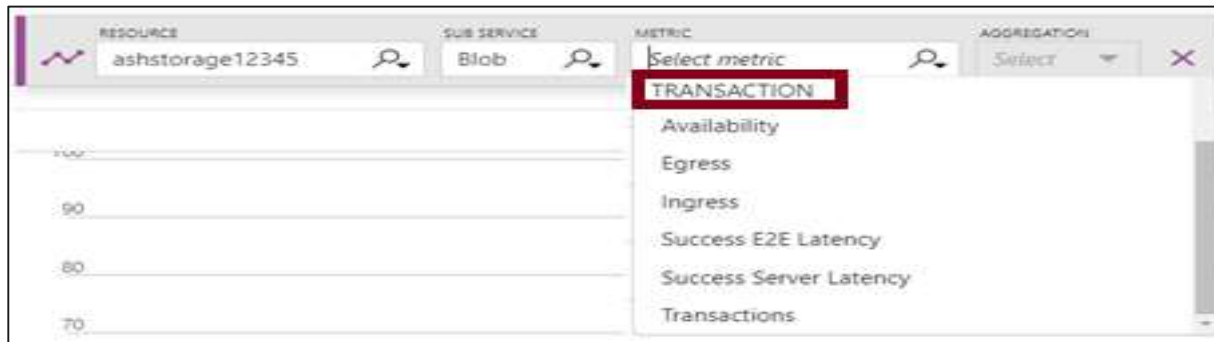 RESOURCE SUB SERVICE METRIC AGGREGATION
ashstorage12345 Blob Select metric Select
TRANSACTION
Availability
100
Egress
90
Ingress
Success E2E Latency
80
Success Server Latency
70
Transactions